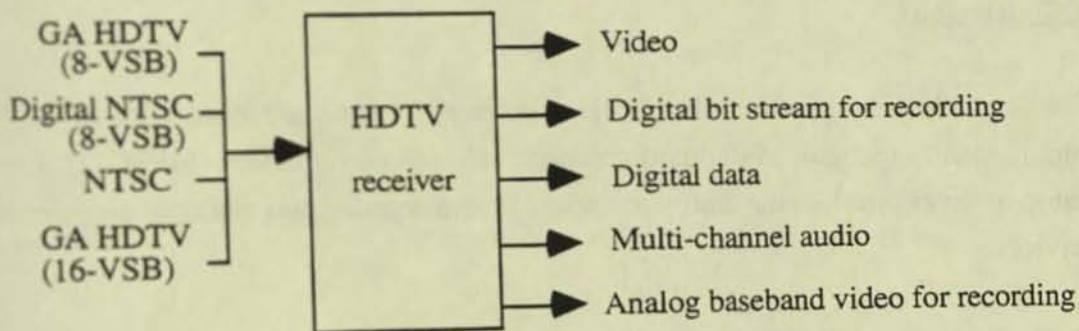 GA HDTV
(8-VSB)
Digital NTSC
(8-VSB)
NTSC
GA HDTV
(16-VSB)
HDTV
receiver
Video
Digital bit stream for recording
Digital data
Multi-channel audio
Analog baseband video for recording